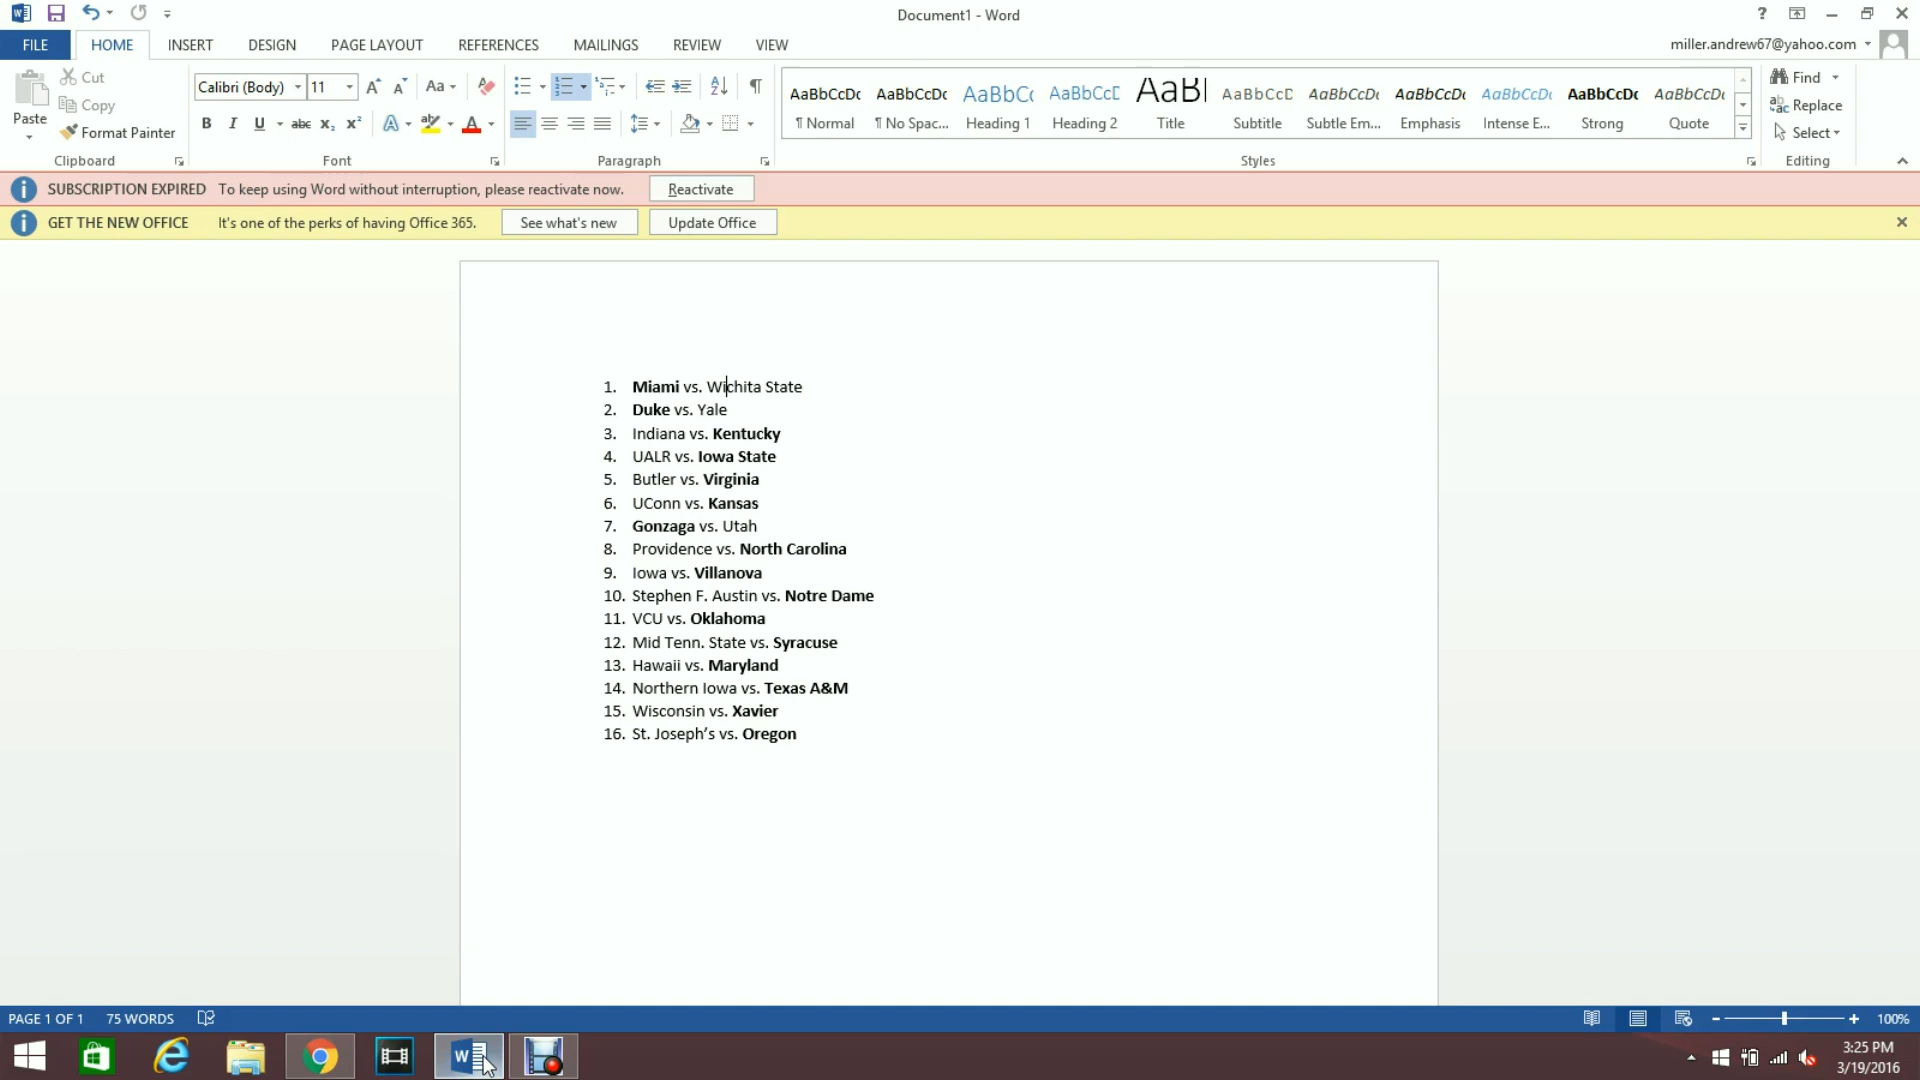 Document1 - Word
?
FILE HOME INSERT DESIGN PAGE LAYOUT REFERENCES MAILINGS REVIEW VIEW
miller.andrew67@yahoo.com
Paste
Cut
Copy
Format Painter
Clipboard
Calibri (Body) 11
Aa
B I U abc x₂ x²
A A
Font
Paragraph
AaBbCcDc AaBbCcDc AaBbCc AaBbCcD AaBl AaBbCcD AaBbCcDc AaBbCcDc AaBbCcDc AaBbCcDc AaBbCcDc
¶ Normal ¶ No Spac... Heading 1 Heading 2 Title Subtitle Subtle Em... Emphasis Intense E... Strong Quote
Styles
Find
Replace
Select
Editing
SUBSCRIPTION EXPIRED To keep using Word without interruption, please reactivate now. Reactivate
GET THE NEW OFFICE It's one of the perks of having Office 365. See what's new Update Office
1. Miami vs. Wichita State
2. Duke vs. Yale
3. Indiana vs. Kentucky
4. UALR vs. Iowa State
5. Butler vs. Virginia
6. UConn vs. Kansas
7. Gonzaga vs. Utah
8. Providence vs. North Carolina
9. Iowa vs. Villanova
10. Stephen F. Austin vs. Notre Dame
11. VCU vs. Oklahoma
12. Mid Tenn. State vs. Syracuse
13. Hawaii vs. Maryland
14. Northern Iowa vs. Texas A&M
15. Wisconsin vs. Xavier
16. St. Joseph’s vs. Oregon
PAGE 1 OF 1 75 WORDS
100%
3:25 PM
3/19/2016